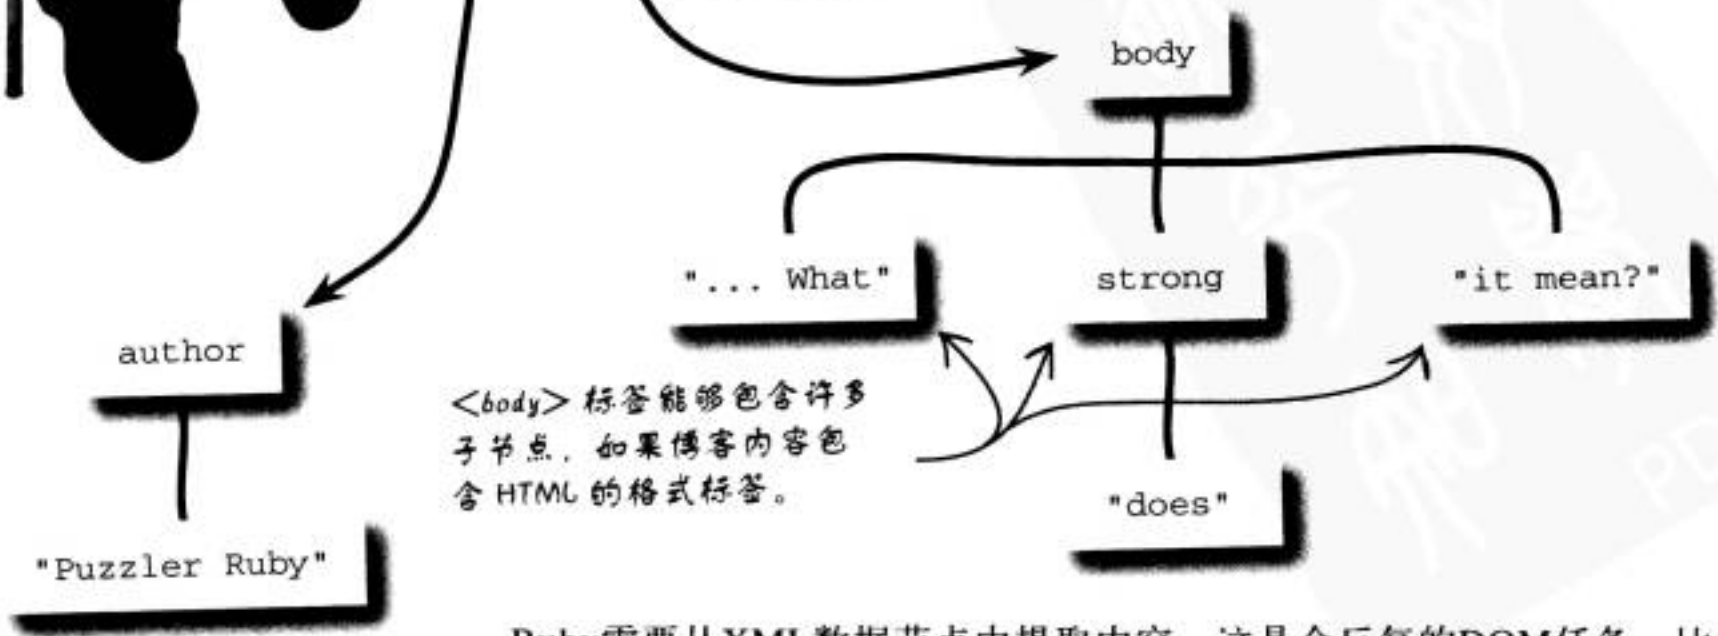 body
"... What"
strong
"it mean?"
author
<body> 标签能够包含许多
子节点，如果博客内容包
含 HTML 的格式标签。
"does"
"Puzzler Ruby"
PD